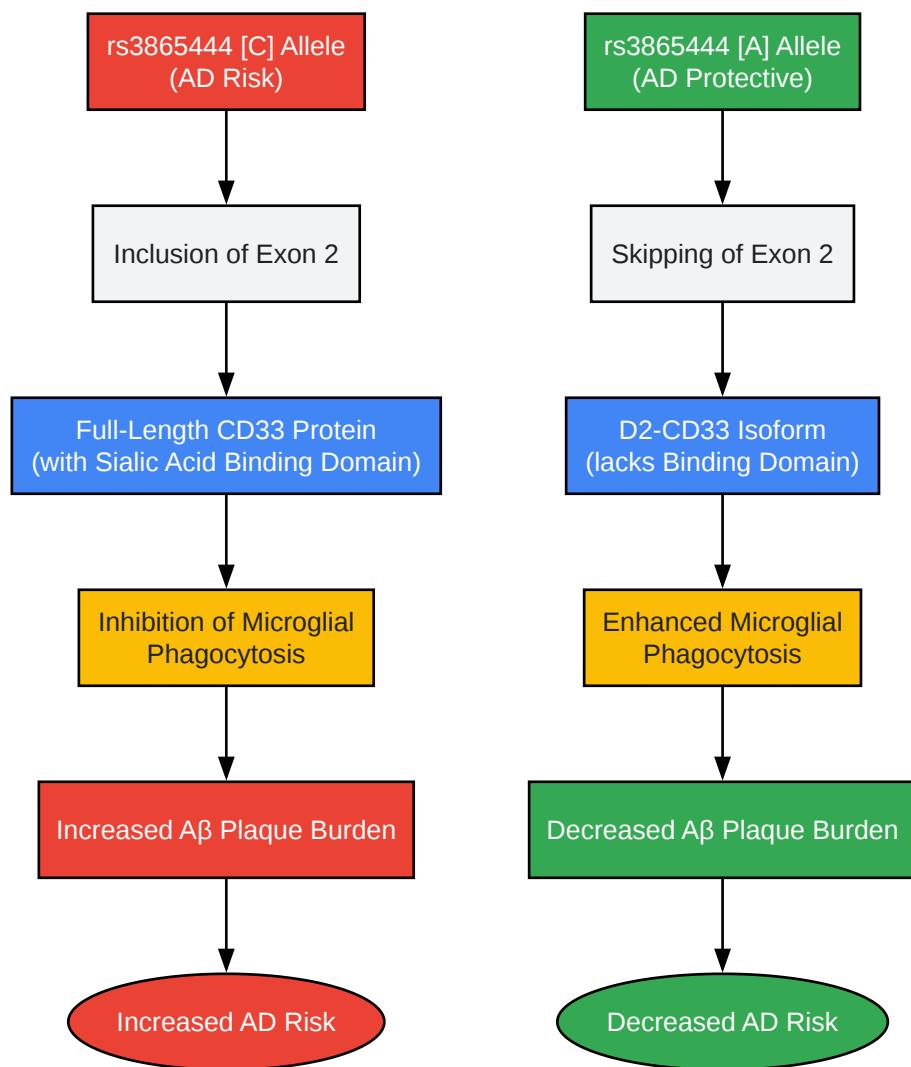 rs3865444 [C] Allele
(AD Risk)
rs3865444 [A] Allele
(AD Protective)
Inclusion of Exon 2
Skipping of Exon 2
Full-Length CD33 Protein
(with Sialic Acid Binding Domain)
D2-CD33 Isoform
(lacks Binding Domain)
Inhibition of Microglial
Phagocytosis
Enhanced Microglial
Phagocytosis
Increased Aβ Plaque Burden
Decreased Aβ Plaque Burden
Increased AD Risk
Decreased AD Risk